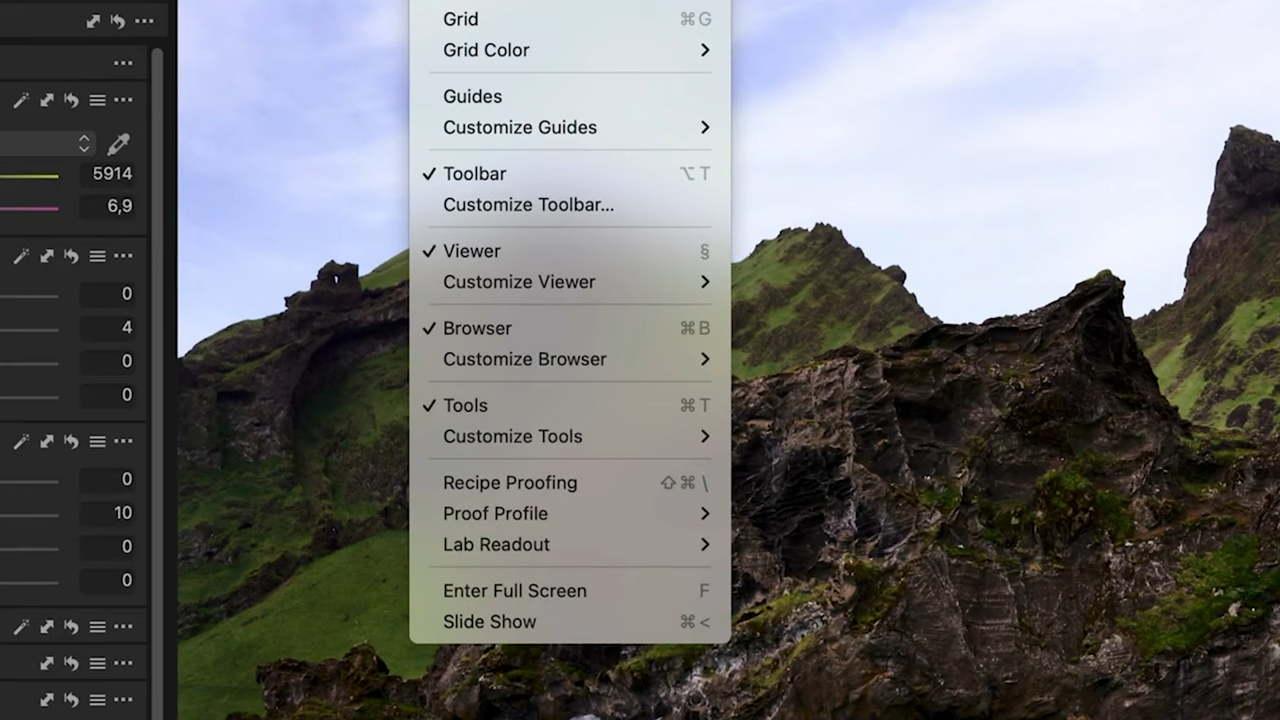 Grid ⌘G
Grid Color
Guides
Customize Guides
Toolbar ⌥T
Customize Toolbar...
Viewer §
Customize Viewer
Browser ⌘B
Customize Browser
Tools ⌘T
Customize Tools
Recipe Proofing ⇧⌘\
Proof Profile
Lab Readout
Enter Full Screen F
Slide Show ⌘<
5914
6,9
0
4
0
0
0
10
0
0